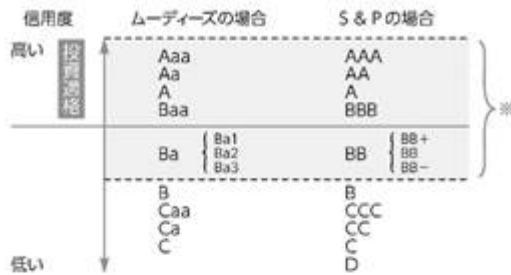 信用度 ムーディーズの場合 S&Pの場合
高い 投資適格 Aaa AAA
Aa AA
A A
Baa BBB
※
Ba Ba1 Ba2 Ba3 BB BB+ BB BB−
B B
Caa CCC
Ca CC
C C
低い D